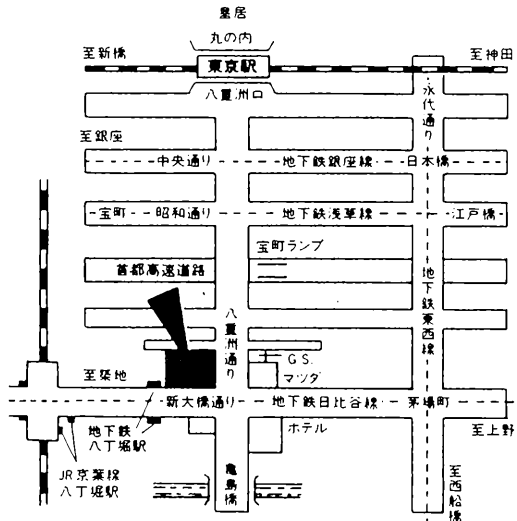 皇居
丸の内
至新橋
東京駅
至神田
八重洲口
永代通り
至銀座
中央通り
地下鉄銀座線
日本橋
宝町
昭和通り
地下鉄浅草線
江戸橋
宝町ランプ
首都高速道路
地下鉄東西線
八重洲通り
G.S.
マツダ
至築地
新大橋通り
地下鉄日比谷線
茅場町
至上野
地下鉄
八丁堀駅
ホテル
JR京葉線
八丁堀駅
亀島橋
至西船橋